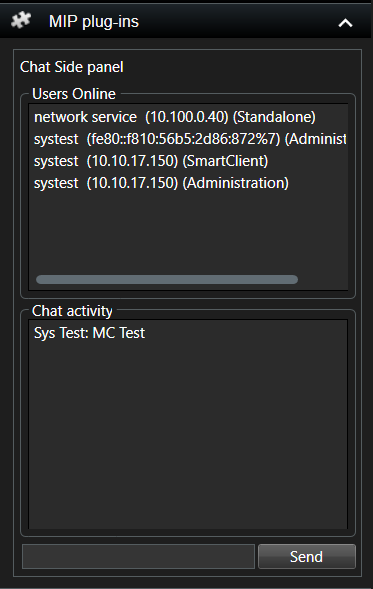 MIP plug-ins
Chat Side panel
Users Online
network service (10.100.0.40) (Standalone)
systest (fe80::f810:56b5:2d86:872%7) (Administ
systest (10.10.17.150) (SmartClient)
systest (10.10.17.150) (Administration)
Chat activity
Sys Test: MC Test
Send